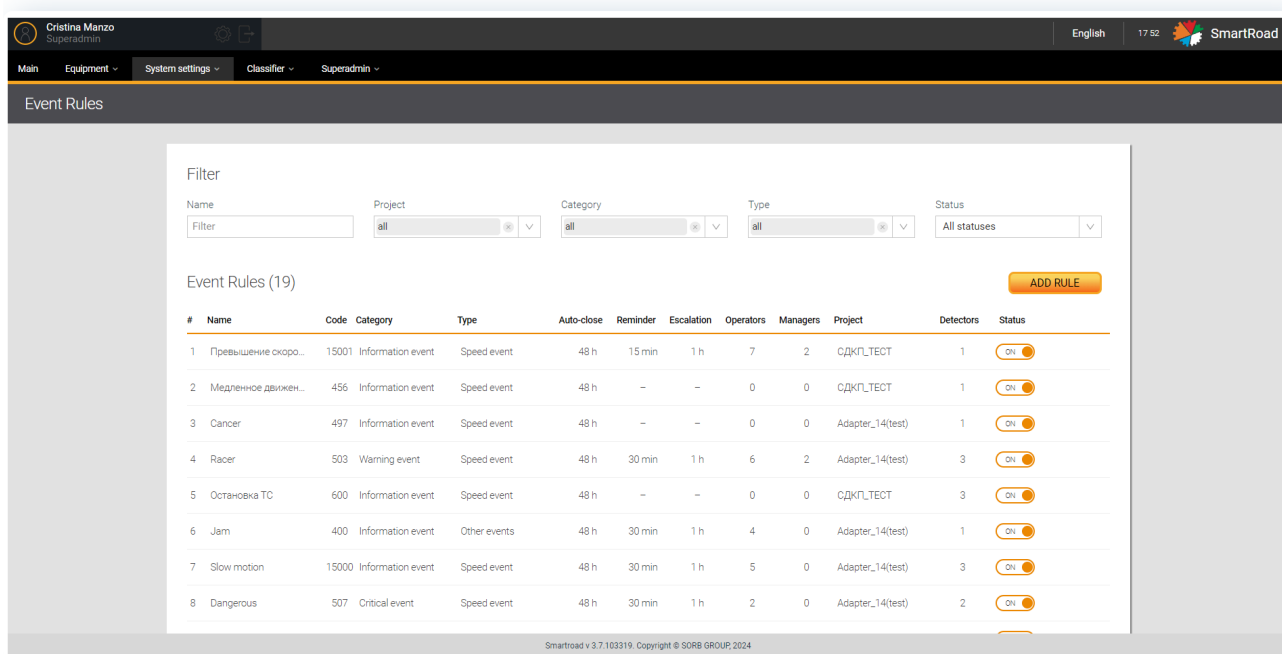 Cristina Manzo
Superadmin
English 17 52 SmartRoad
Main Equipment System settings Classifier Superadmin
Event Rules
Filter
Name Project Category Type Status
Filter all all all All statuses
Event Rules (19) ADD RULE
# Name Code Category Type Auto-close Reminder Escalation Operators Managers Project Detectors Status
1 Превышение скоро... 15001 Information event Speed event 48 h 15 min 1 h 7 2 СДКП_ТЕСТ 1 ON
2 Медленное движен... 456 Information event Speed event 48 h – – 0 0 СДКП_ТЕСТ 1 ON
3 Cancer 497 Information event Speed event 48 h – – 0 0 Adapter_14(test) 1 ON
4 Racer 503 Warning event Speed event 48 h 30 min 1 h 6 2 Adapter_14(test) 3 ON
5 Остановка ТС 600 Information event Speed event 48 h – – 0 0 СДКП_ТЕСТ 3 ON
6 Jam 400 Information event Other events 48 h 30 min 1 h 4 0 Adapter_14(test) 1 ON
7 Slow motion 15000 Information event Speed event 48 h 30 min 1 h 5 0 Adapter_14(test) 3 ON
8 Dangerous 507 Critical event Speed event 48 h 30 min 1 h 2 0 Adapter_14(test) 2 ON
Smartroad v 3.7.103319. Copyright © SORB GROUP, 2024